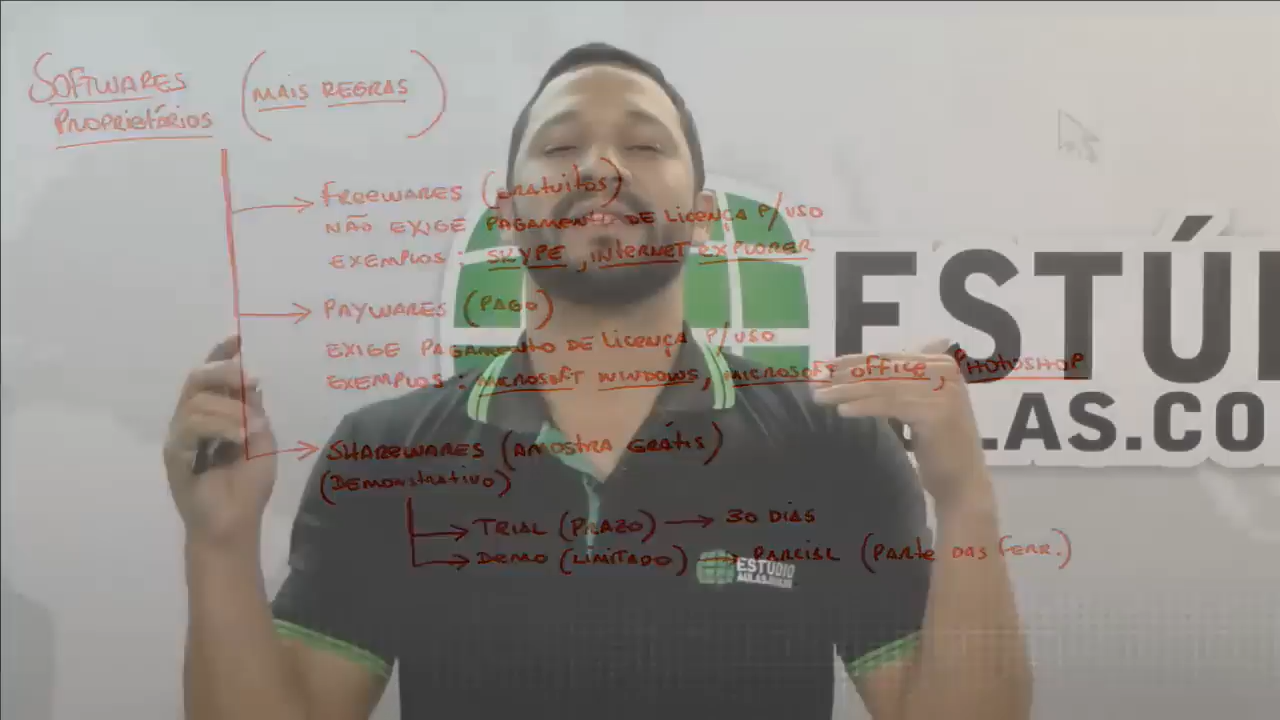 SOFTWARES (MAIS REGRAS)
PROPRIETÁRIOS
FREEWARES (GRATUITOS)
NÃO EXIGE PAGAMENTO DE LICENÇA P/ USO
EXEMPLOS: SKYPE, INTERNET EXPLORER
PAYWARES (PAGO)
EXIGE PAGAMENTO DE LICENÇA P/ USO
EXEMPLOS: MICROSOFT WINDOWS, MICROSOFT OFFICE, PHOTOSHOP
SHAREWARES (AMOSTRA GRÁTIS)
(DEMONSTRATIVO)
TRIAL (PRAZO) → 30 DIAS
DEMO (LIMITADO) → PARCIAL (PARTE DAS FERR.)
ESTÚ
ULAS.CO
ESTÚDIO